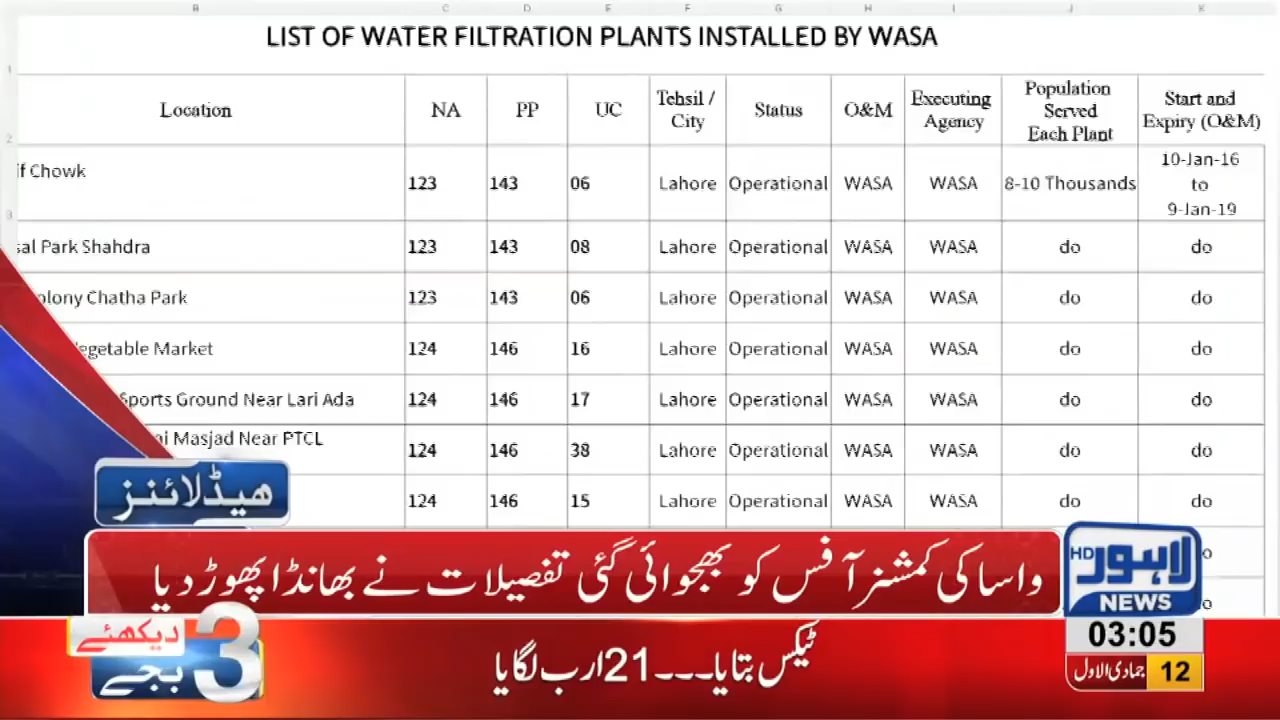 B C D E F G H I J K
LIST OF WATER FILTRATION PLANTS INSTALLED BY WASA
1
Location NA PP UC Tehsil / City Status O&M Executing Agency Population Served Each Plant Start and Expiry (O&M)
2
if Chowk 123 143 06 Lahore Operational WASA WASA 8-10 Thousands 10-Jan-16 to 9-Jan-19
3
sal Park Shahdra 123 143 08 Lahore Operational WASA WASA do do
olony Chatha Park 123 143 06 Lahore Operational WASA WASA do do
egetable Market 124 146 16 Lahore Operational WASA WASA do do
Sports Ground Near Lari Ada 124 146 17 Lahore Operational WASA WASA do do
Masjad Near PTCL 124 146 38 Lahore Operational WASA WASA do do
124 146 15 Lahore Operational WASA WASA do do
ہیڈلائنز
واسا کی کمشنر آفس کو بھجوائی گئی تفصیلات نے بھانڈا پھوڑ دیا
لاہور HD
NEWS
03:05
12 جمادی الاول
ٹیکس بتایا۔۔۔21 ارب لگایا
دیکھئے 3 بجے